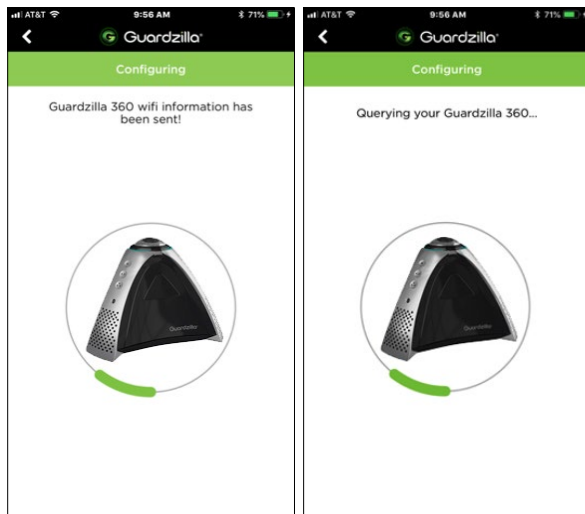 AT&T 9:56 AM 71%
Guardzilla
Configuring
Guardzilla 360 wifi information has
been sent!
Guardzilla
AT&T 9:56 AM 71%
Guardzilla
Configuring
Querying your Guardzilla 360...
Guardzilla